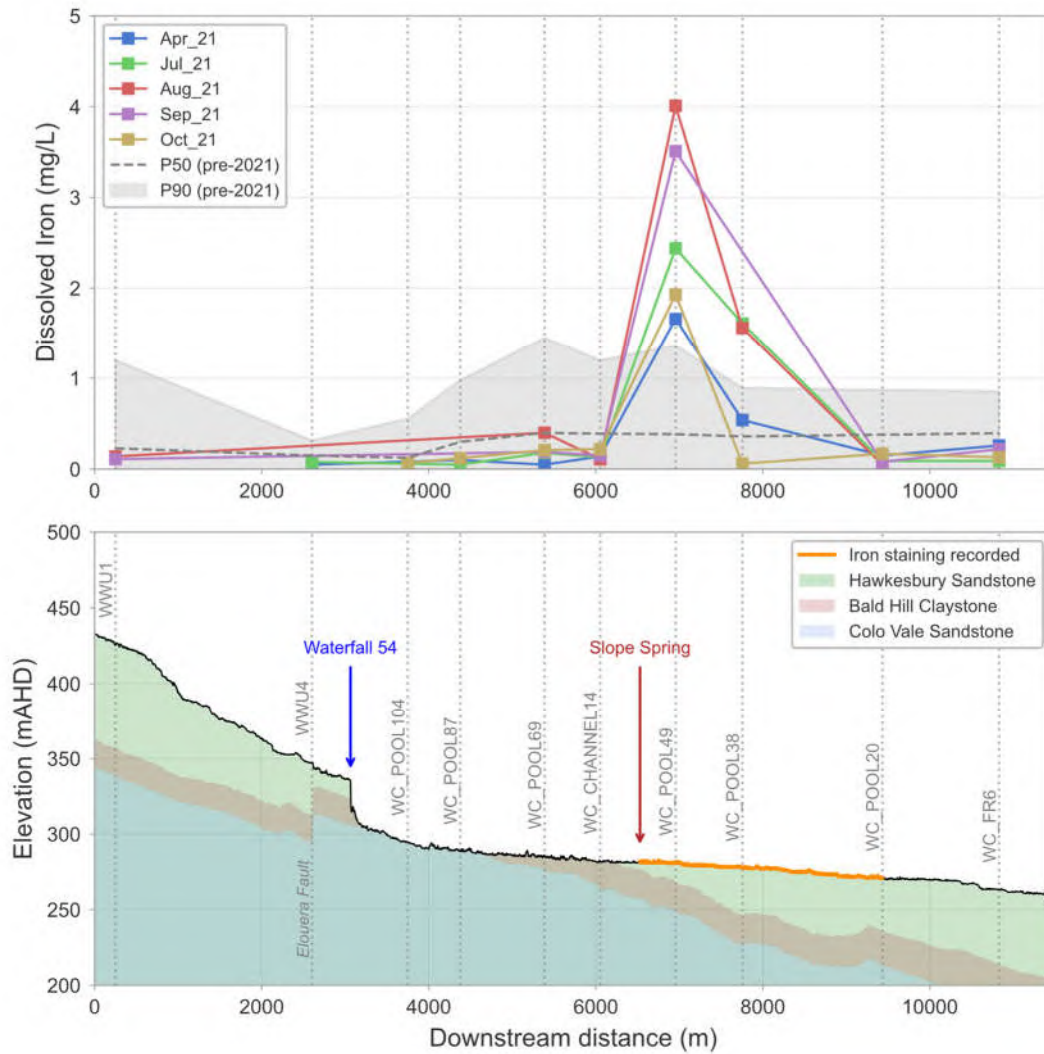 5
4
3
2
1
0
Dissolved Iron (mg/L)
Apr_21
Jul_21
Aug_21
Sep_21
Oct_21
P50 (pre-2021)
P90 (pre-2021)
0
2000
4000
6000
8000
10000
500
450
400
350
300
250
200
Elevation (mAHD)
Iron staining recorded
Hawkesbury Sandstone
Bald Hill Claystone
Colo Vale Sandstone
WWU1
WWU4
Elouera Fault
Waterfall 54
WC_POOL104
WC_POOL87
WC_POOL69
WC_CHANNEL14
Slope Spring
WC_POOL49
WC_POOL38
WC_POOL20
WC_FR6
0
2000
4000
6000
8000
10000
Downstream distance (m)